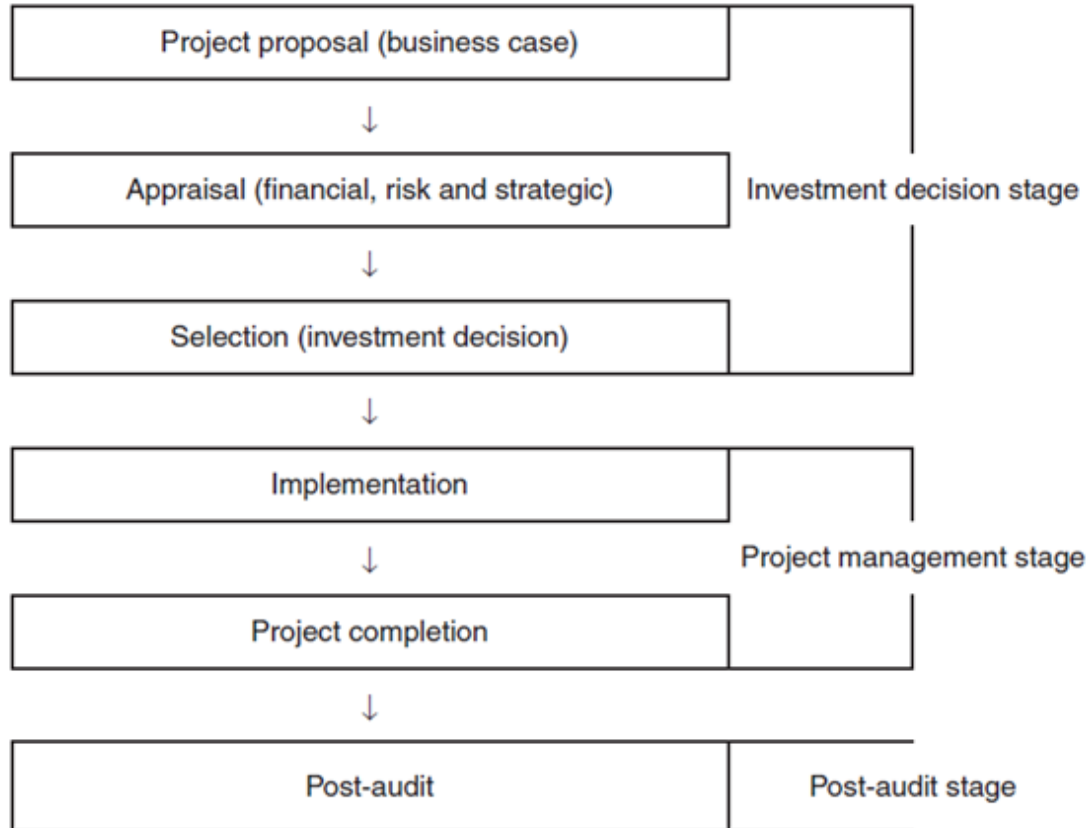 Project proposal (business case)
↓
Appraisal (financial, risk and strategic)
Investment decision stage
↓
Selection (investment decision)
↓
Implementation
↓
Project management stage
Project completion
↓
Post-audit
Post-audit stage